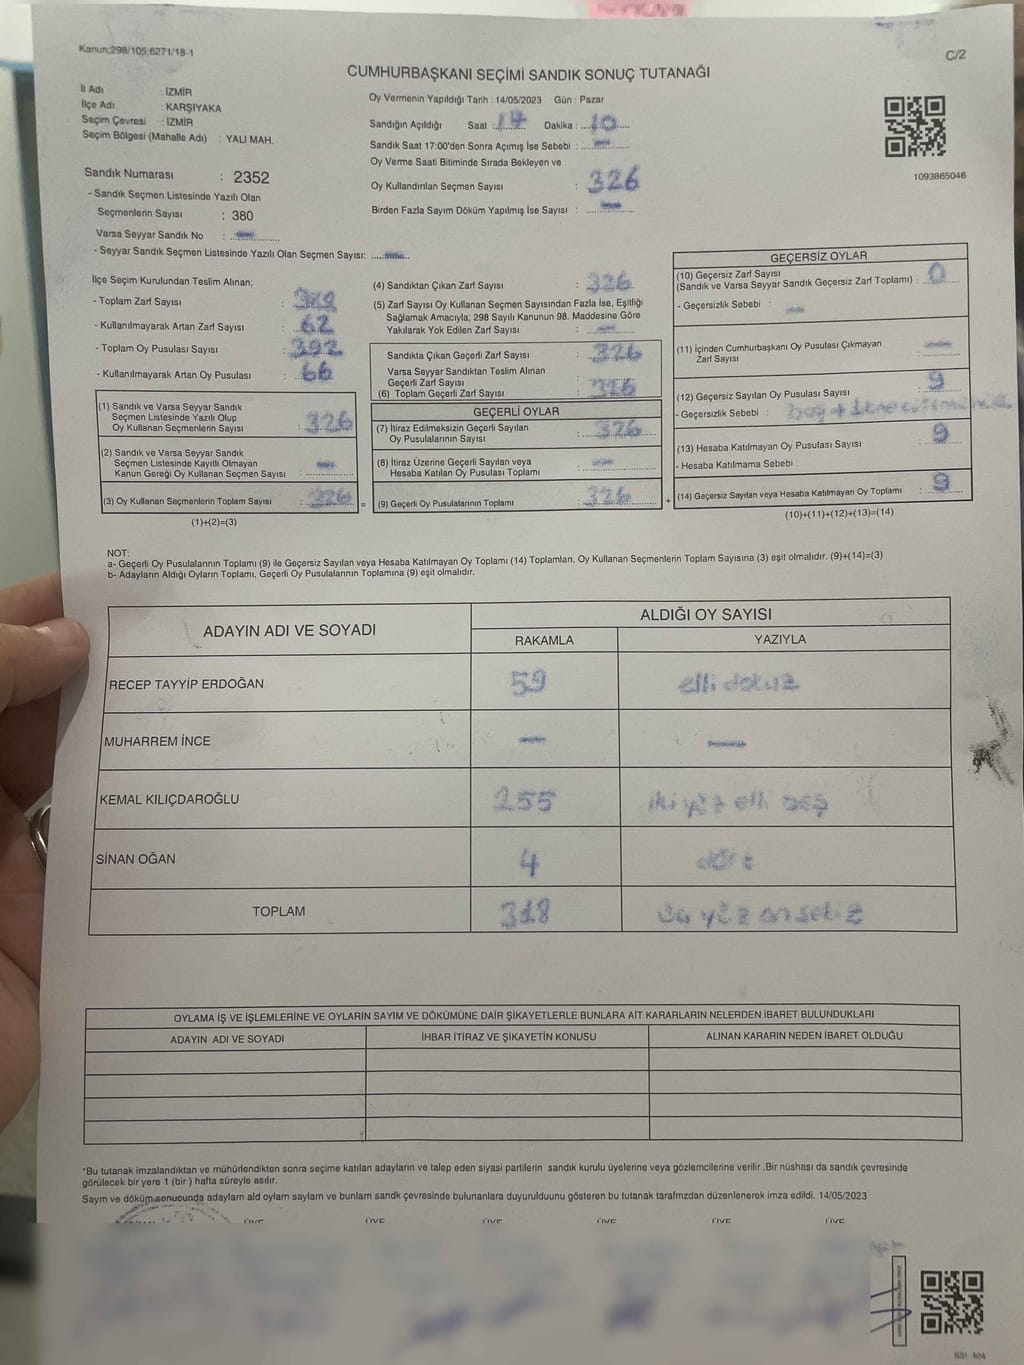 Kanun:298/105,6271/18-1
C/2
CUMHURBAŞKANI SEÇİMİ SANDIK SONUÇ TUTANAĞI
İl Adı : İZMİR
İlçe Adı : KARŞIYAKA
Seçim Çevresi : İZMİR
Seçim Bölgesi (Mahalle Adı) : YALI MAH.
Oy Vermenin Yapıldığı Tarih : 14/05/2023 Gün : Pazar
Sandığın Açıldığı Saat : 17 Dakika : 10
Sandık Saat 17:00'den Sonra Açımış İse Sebebi : —
Oy Verme Saati Bitiminde Sırada Bekleyen ve
Oy Kullandırılan Seçmen Sayısı : 326
Birden Fazla Sayım Döküm Yapılmış İse Sayısı : —
1093865046
Sandık Numarası : 2352
- Sandık Seçmen Listesinde Yazılı Olan
Seçmenlerin Sayısı : 380
Varsa Seyyar Sandık No : —
- Seyyar Sandık Seçmen Listesinde Yazılı Olan Seçmen Sayısı: —
İlçe Seçim Kurulundan Teslim Alınan;
- Toplam Zarf Sayısı :
- Kullanılmayarak Artan Zarf Sayısı : 62
- Toplam Oy Pusulası Sayısı : 392
- Kullanılmayarak Artan Oy Pusulası : 66
(1) Sandık ve Varsa Seyyar Sandık
Seçmen Listesinde Yazılı Olup
Oy Kullanan Seçmenlerin Sayısı : 326
(2) Sandık ve Varsa Seyyar Sandık
Seçmen Listesinde Kayıtlı Olmayan
Kanun Gereği Oy Kullanan Seçmen Sayısı : —
(3) Oy Kullanan Seçmenlerin Toplam Sayısı : 326 =
(1)+(2)=(3)
(4) Sandıktan Çıkan Zarf Sayısı : 326
(5) Zarf Sayısı Oy Kullanan Seçmen Sayısından Fazla İse, Eşitliği
Sağlamak Amacıyla; 298 Sayılı Kanunun 98. Maddesine Göre
Yakılarak Yok Edilen Zarf Sayısı : —
Sandıkta Çıkan Geçerli Zarf Sayısı : 326
Varsa Seyyar Sandıktan Teslim Alınan
Geçerli Zarf Sayısı :
(6) Toplam Geçerli Zarf Sayısı : 326
GEÇERLİ OYLAR
(7) İtiraz Edilmeksizin Geçerli Sayılan
Oy Pusulalarının Sayısı : 326
(8) İtiraz Üzerine Geçerli Sayılan veya
Hesaba Katılan Oy Pusulası Toplamı : —
(9) Geçerli Oy Pusulalarının Toplamı : 326 +
GEÇERSİZ OYLAR
(10) Geçersiz Zarf Sayısı
(Sandık ve Varsa Seyyar Sandık Geçersiz Zarf Toplamı) : 0
- Geçersizlik Sebebi : —
(11) İçinden Cumhurbaşkanı Oy Pusulası Çıkmayan
Zarf Sayısı : —
(12) Geçersiz Sayılan Oy Pusulası Sayısı : 9
- Geçersizlik Sebebi :
(13) Hesaba Katılmayan Oy Pusulası Sayısı : 9
- Hesaba Katılmama Sebebi :
(14) Geçersiz Sayılan veya Hesaba Katılmayan Oy Toplamı : 9
(10)+(11)+(12)+(13)=(14)
NOT:
a- Geçerli Oy Pusulalarının Toplamı (9) ile Geçersiz Sayılan veya Hesaba Katılmayan Oy Toplamı (14) Toplamları, Oy Kullanan Seçmenlerin Toplam Sayısına (3) eşit olmalıdır. (9)+(14)=(3)
b- Adayların Aldığı Oyların Toplamı, Geçerli Oy Pusulalarının Toplamına (9) eşit olmalıdır.
ADAYIN ADI VE SOYADI
ALDIĞI OY SAYISI
RAKAMLA YAZIYLA
RECEP TAYYİP ERDOĞAN 59 elli dokuz
MUHARREM İNCE — —
KEMAL KILIÇDAROĞLU 255 iki yüz elli beş
SİNAN OĞAN 4 dört
TOPLAM 318 üç yüz on sekiz
OYLAMA İŞ VE İŞLEMLERİNE VE OYLARIN SAYIM VE DÖKÜMÜNE DAİR ŞİKAYETLERLE BUNLARA AİT KARARLARIN NELERDEN İBARET BULUNDUKLARI
ADAYIN ADI VE SOYADI İHBAR İTİRAZ VE ŞİKAYETİN KONUSU ALINAN KARARIN NEDEN İBARET OLDUĞU
*Bu tutanak imzalandıktan ve mühürlendikten sonra seçime katılan adayların ve talep eden siyasi partilerin sandık kurulu üyelerine veya gözlemcilerine verilir .Bir nüshası da sandık çevresinde
görülecek bir yere 1 (bir ) hafta süreyle asılır.
Sayım ve döküm sonucunda adayların ald oyların sayıları ve bunların sandk çevresinde bulunanlara duyurulduunu gösteren bu tutanak tarafmzdan düzenlenerek imza edildi. 14/05/2023
ÜYE ÜYE ÜYE ÜYE ÜYE ÜYE